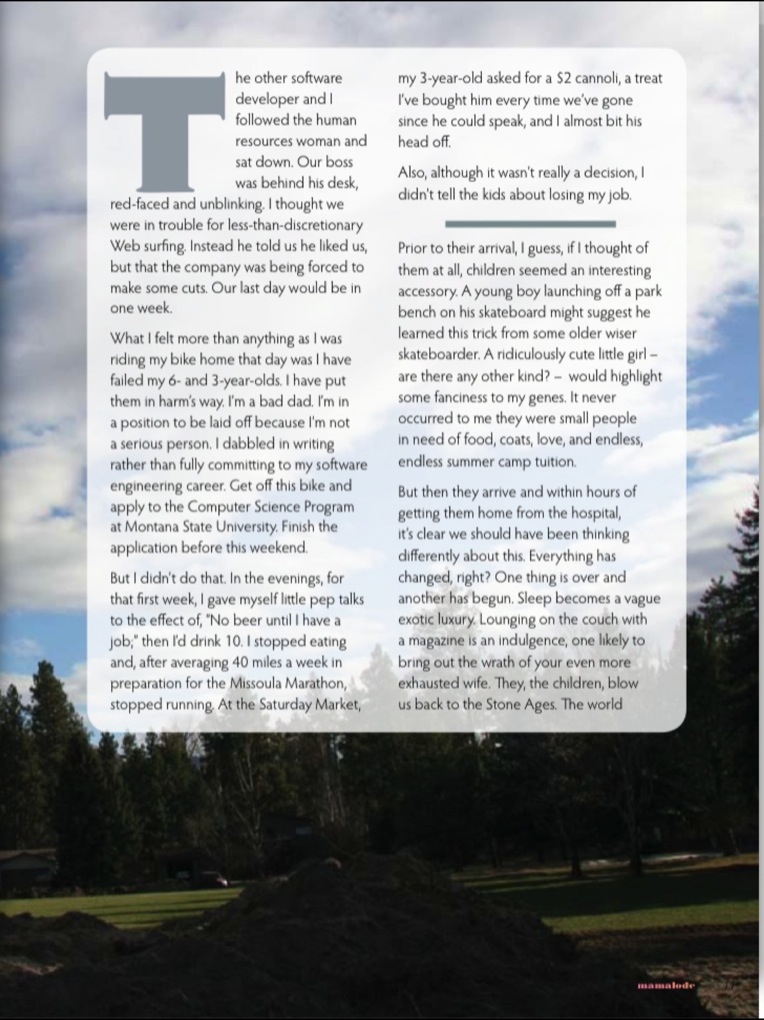 The other software
developer and I
followed the human
resources woman and
sat down. Our boss
was behind his desk,
red-faced and unblinking. I thought we
were in trouble for less-than-discretionary
Web surfing. Instead he told us he liked us,
but that the company was being forced to
make some cuts. Our last day would be in
one week.
What I felt more than anything as I was
riding my bike home that day was I have
failed my 6- and 3-year-olds. I have put
them in harm's way. I'm a bad dad. I'm in
a position to be laid off because I'm not
a serious person. I dabbled in writing
rather than fully committing to my software
engineering career. Get off this bike and
apply to the Computer Science Program
at Montana State University. Finish the
application before this weekend.
But I didn't do that. In the evenings, for
that first week, I gave myself little pep talks
to the effect of, "No beer until I have a
job;" then I'd drink 10. I stopped eating
and, after averaging 40 miles a week in
preparation for the Missoula Marathon,
stopped running. At the Saturday Market,
my 3-year-old asked for a $2 cannoli, a treat
I've bought him every time we've gone
since he could speak, and I almost bit his
head off.
Also, although it wasn't really a decision, I
didn't tell the kids about losing my job.
Prior to their arrival, I guess, if I thought of
them at all, children seemed an interesting
accessory. A young boy launching off a park
bench on his skateboard might suggest he
learned this trick from some older wiser
skateboarder. A ridiculously cute little girl –
are there any other kind? – would highlight
some fanciness to my genes. It never
occurred to me they were small people
in need of food, coats, love, and endless,
endless summer camp tuition.
But then they arrive and within hours of
getting them home from the hospital,
it's clear we should have been thinking
differently about this. Everything has
changed, right? One thing is over and
another has begun. Sleep becomes a vague
exotic luxury. Lounging on the couch with
a magazine is an indulgence, one likely to
bring out the wrath of your even more
exhausted wife. They, the children, blow
us back to the Stone Ages. The world
mamalode